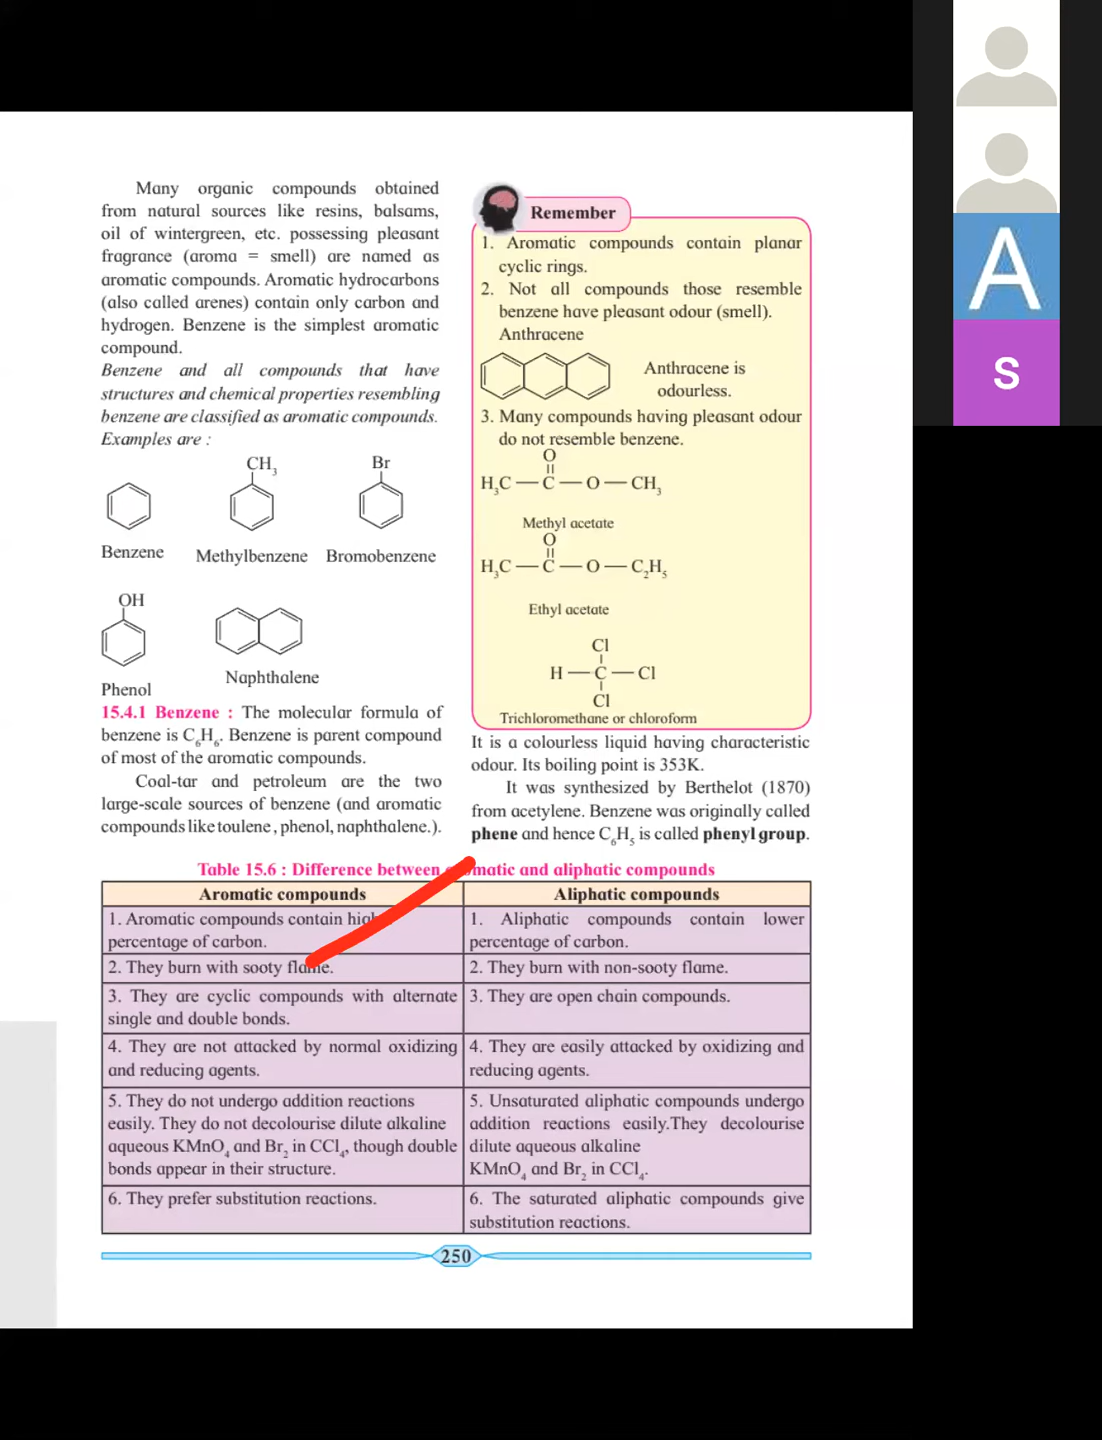 Many organic compounds obtained
from natural sources like resins, balsams,
oil of wintergreen, etc. possessing pleasant
fragrance (aroma = smell) are named as
aromatic compounds. Aromatic hydrocarbons
(also called arenes) contain only carbon and
hydrogen. Benzene is the simplest aromatic
compound.
Benzene and all compounds that have
structures and chemical properties resembling
benzene are classified as aromatic compounds.
Examples are :
CH₃
Br
Benzene
Methylbenzene
Bromobenzene
OH
Phenol
Naphthalene
15.4.1 Benzene : The molecular formula of
benzene is C₆H₆. Benzene is parent compound
of most of the aromatic compounds.
Coal-tar and petroleum are the two
large-scale sources of benzene (and aromatic
compounds like toulene, phenol, naphthalene.).
Remember
1. Aromatic compounds contain planar
cyclic rings.
2. Not all compounds those resemble
benzene have pleasant odour (smell).
Anthracene
Anthracene is
odourless.
3. Many compounds having pleasant odour
do not resemble benzene.
O
H₃C — C — O — CH₃
Methyl acetate
O
H₃C — C — O — C₂H₅
Ethyl acetate
Cl
H — C — Cl
Cl
Trichloromethane or chloroform
It is a colourless liquid having characteristic
odour. Its boiling point is 353K.
It was synthesized by Berthelot (1870)
from acetylene. Benzene was originally called
phene and hence C₆H₅ is called phenyl group.
Table 15.6 : Difference between matic and aliphatic compounds
Aromatic compounds
Aliphatic compounds
1. Aromatic compounds contain
percentage of carbon.
1. Aliphatic compounds contain lower
percentage of carbon.
2. They burn with sooty flame.
2. They burn with non-sooty flame.
3. They are cyclic compounds with alternate
single and double bonds.
3. They are open chain compounds.
4. They are not attacked by normal oxidizing
and reducing agents.
4. They are easily attacked by oxidizing and
reducing agents.
5. They do not undergo addition reactions
easily. They do not decolourise dilute alkaline
aqueous KMnO₄ and Br₂ in CCl₄, though double
bonds appear in their structure.
5. Unsaturated aliphatic compounds undergo
addition reactions easily.They decolourise
dilute aqueous alkaline
KMnO₄ and Br₂ in CCl₄.
6. They prefer substitution reactions.
6. The saturated aliphatic compounds give
substitution reactions.
250
A
S